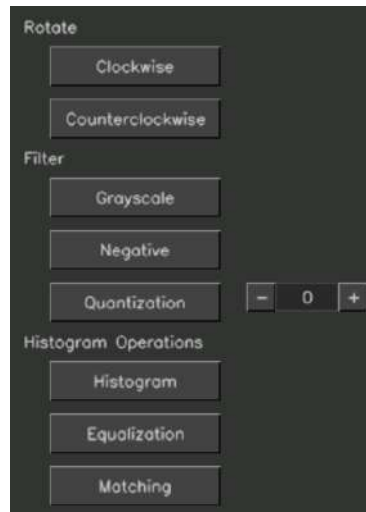 Rotate
Clockwise
Counterclockwise
Filter
Grayscale
Negative
Quantization - 0 +
Histogram Operations
Histogram
Equalization
Matching